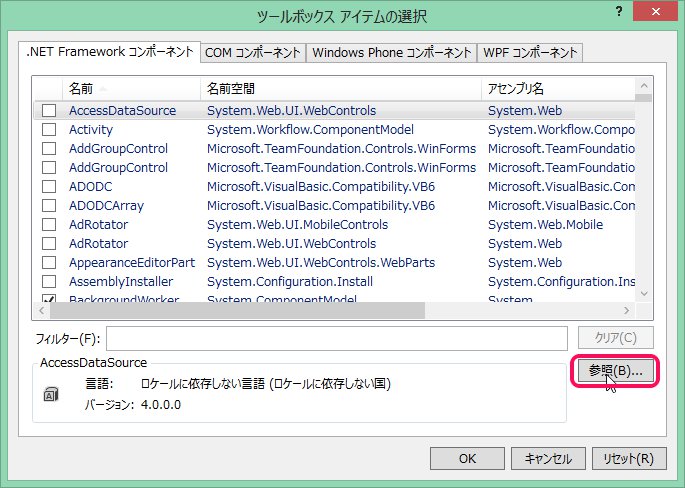 ツールボックス アイテムの選択
? ×
.NET Framework コンポーネント COM コンポーネント Windows Phone コンポーネント WPF コンポーネント
名前 名前空間 アセンブリ名
AccessDataSource System.Web.UI.WebControls System.Web
Activity System.Workflow.ComponentModel System.Workflow.Compo
AddGroupControl Microsoft.TeamFoundation.Controls.WinForms Microsoft.TeamFoundation
AddGroupControl Microsoft.TeamFoundation.Controls.WinForms Microsoft.TeamFoundation
ADODC Microsoft.VisualBasic.Compatibility.VB6 Microsoft.VisualBasic.Com
ADODCArray Microsoft.VisualBasic.Compatibility.VB6 Microsoft.VisualBasic.Com
AdRotator System.Web.UI.MobileControls System.Web.Mobile
AdRotator System.Web.UI.WebControls System.Web
AppearanceEditorPart System.Web.UI.WebControls.WebParts System.Web
AssemblyInstaller System.Configuration.Install System.Configuration.Ins
BackgroundWorker System.ComponentModel System
フィルター(F): クリア(C)
AccessDataSource
参照(B)...
言語: ロケールに依存しない言語 (ロケールに依存しない国)
バージョン: 4.0.0.0
OK キャンセル リセット(R)